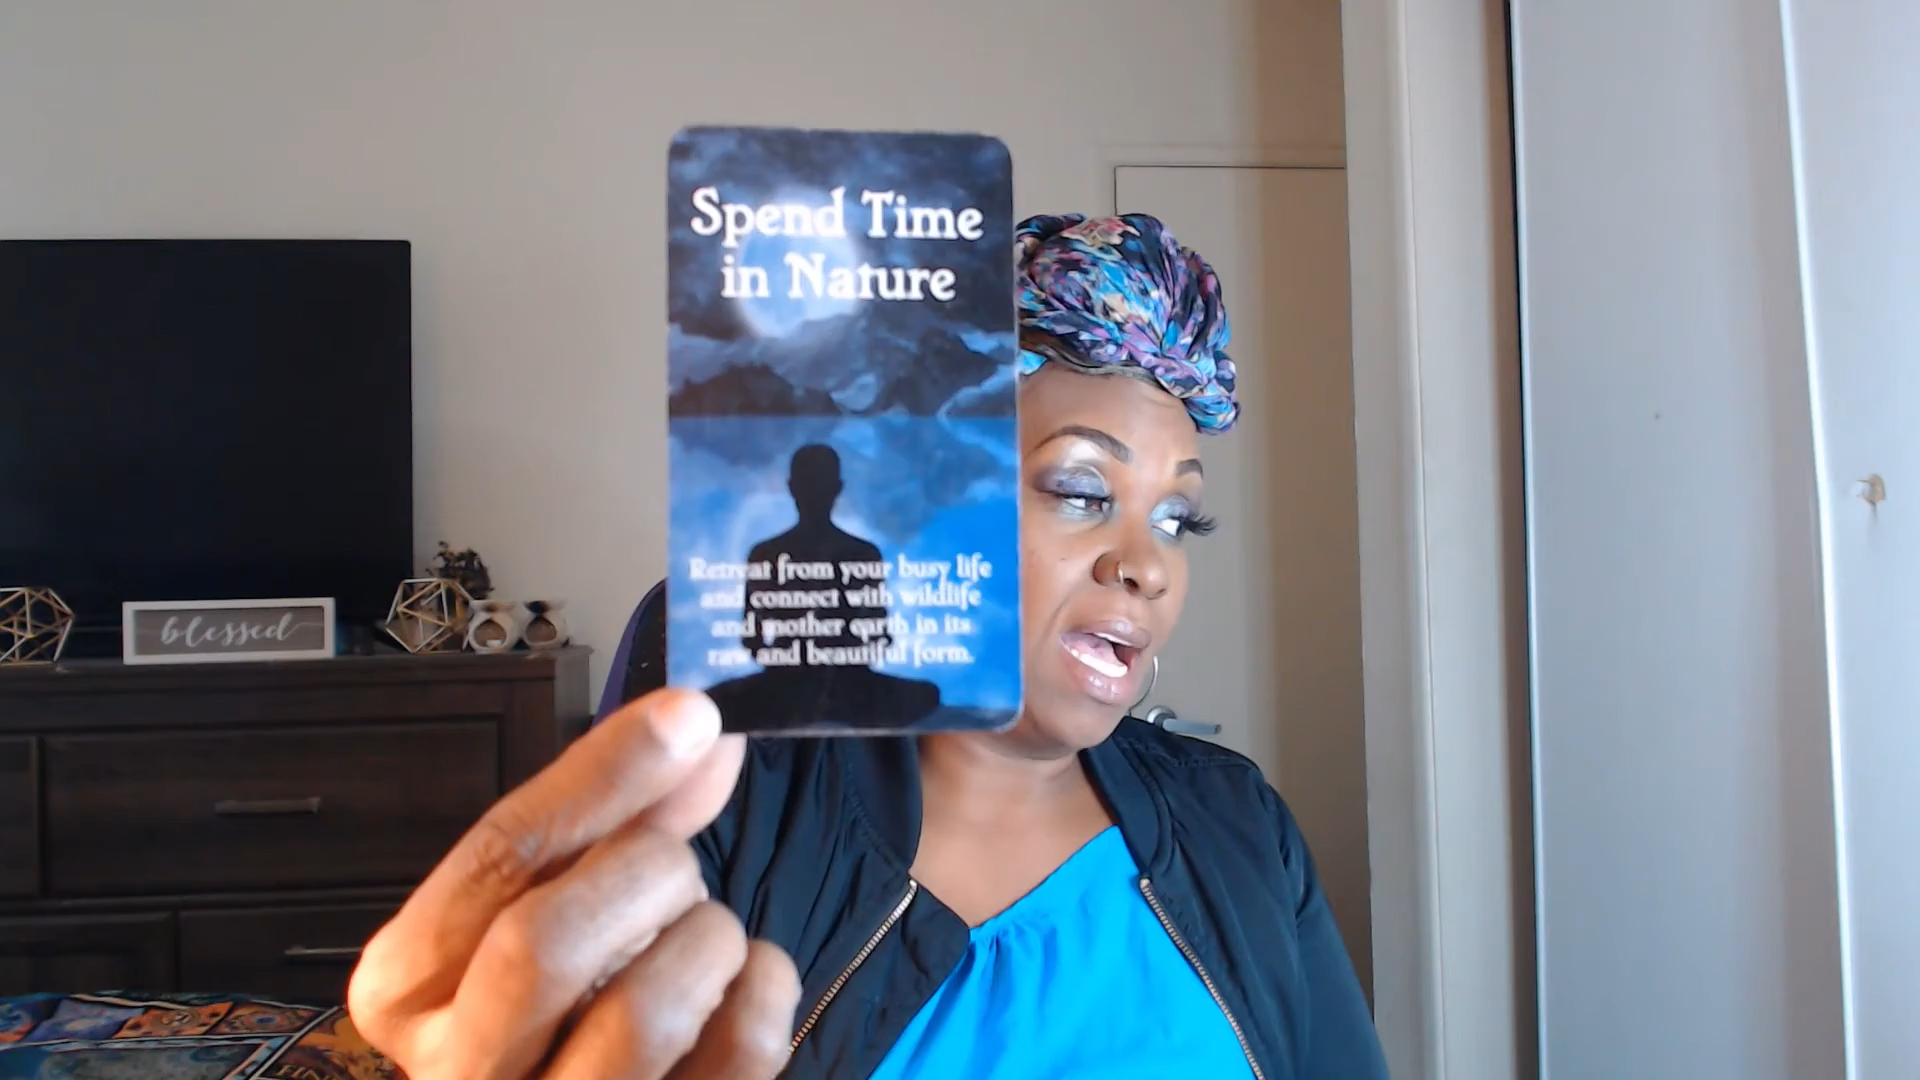 Spend Time
in Nature
Retreat from your busy life
and connect with wildlife
and mother earth in its
raw and beautiful form.
blessed